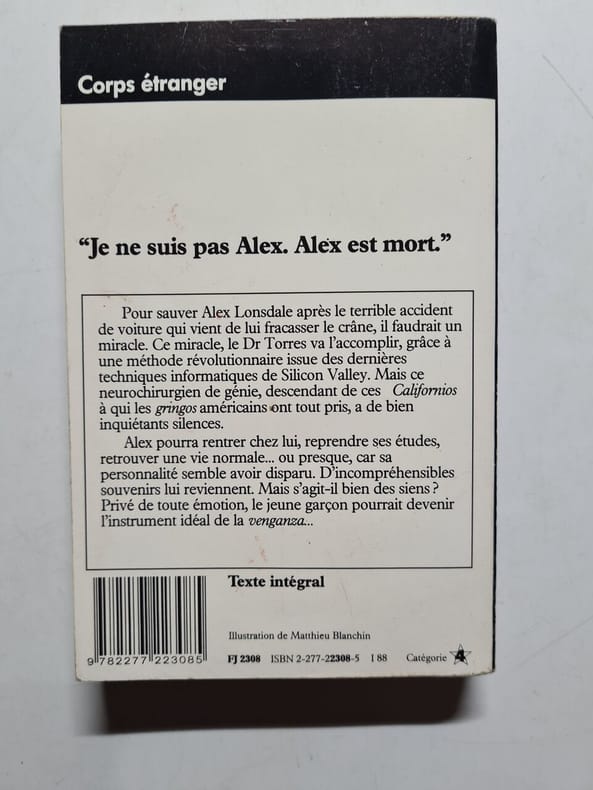 Corps étranger
“Je ne suis pas Alex. Alex est mort.”
Pour sauver Alex Lonsdale après le terrible accident
de voiture qui vient de lui fracasser le crâne, il faudrait un
miracle. Ce miracle, le Dr Torres va l’accomplir, grâce à
une méthode révolutionnaire issue des dernières
techniques informatiques de Silicon Valley. Mais ce
neurochirurgien de génie, descendant de ces Californios
à qui les gringos américains ont tout pris, a de bien
inquiétants silences.
Alex pourra rentrer chez lui, reprendre ses études,
retrouver une vie normale... ou presque, car sa
personnalité semble avoir disparu. D’incompréhensibles
souvenirs lui reviennent. Mais s’agit-il bien des siens ?
Privé de toute émotion, le jeune garçon pourrait devenir
l’instrument idéal de la venganza...
Texte intégral
Illustration de Matthieu Blanchin
9 782277 223085
FJ 2308 ISBN 2-277-22308-5 I 88 Catégorie 4